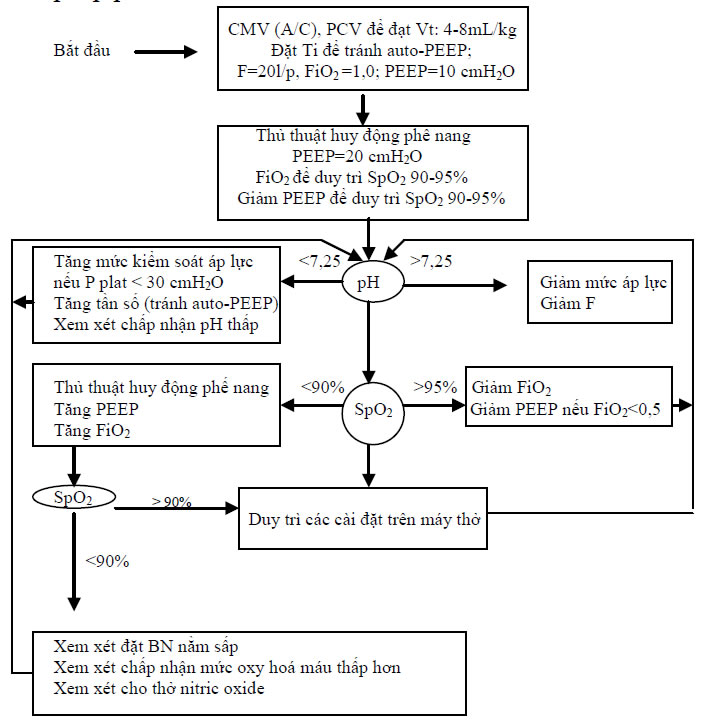 Bắt đầu
CMV (A/C), PCV để đạt Vt: 4-8mL/kg
Đặt Ti để tránh auto-PEEP;
F=20l/p, FiO₂=1,0; PEEP=10 cmH₂O
Thủ thuật huy động phế nang
PEEP=20 cmH₂O
FiO₂ để duy trì SpO₂ 90-95%
Giảm PEEP để duy trì SpO₂ 90-95%
Tăng mức kiểm soát áp lực
nếu P plat < 30 cmH₂O
Tăng tần số (tránh auto-PEEP)
Xem xét chấp nhận pH thấp
<7,25
pH
>7,25
Giảm mức áp lực
Giảm F
Thủ thuật huy động phế nang
Tăng PEEP
Tăng FiO₂
<90%
SpO₂
>95%
Giảm FiO₂
Giảm PEEP nếu FiO₂<0,5
SpO₂
> 90%
Duy trì các cài đặt trên máy thở
<90%
Xem xét đặt BN nằm sấp
Xem xét chấp nhận mức oxy hoá máu thấp hơn
Xem xét cho thở nitric oxide